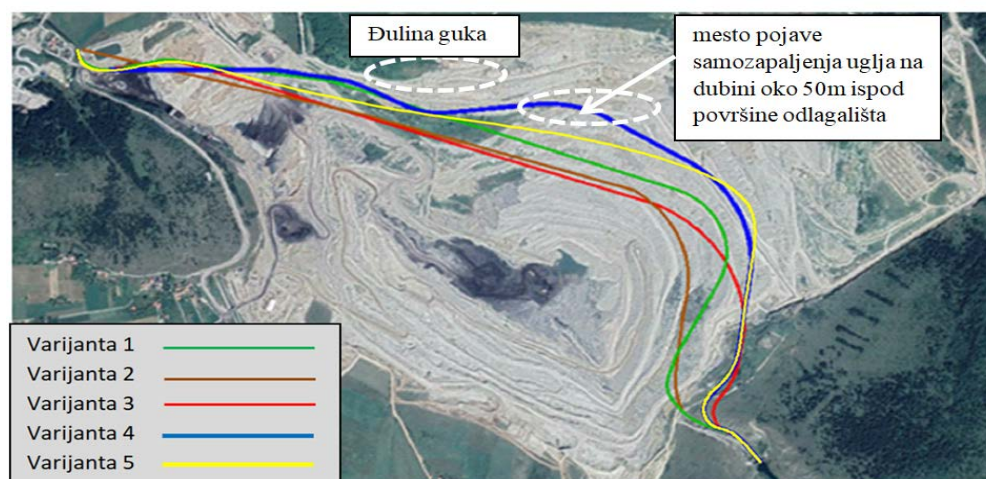 Đulina guka
mesto pojave
samozapaljenja uglja na
dubini oko 50m ispod
površine odlagališta
Varijanta 1
Varijanta 2
Varijanta 3
Varijanta 4
Varijanta 5